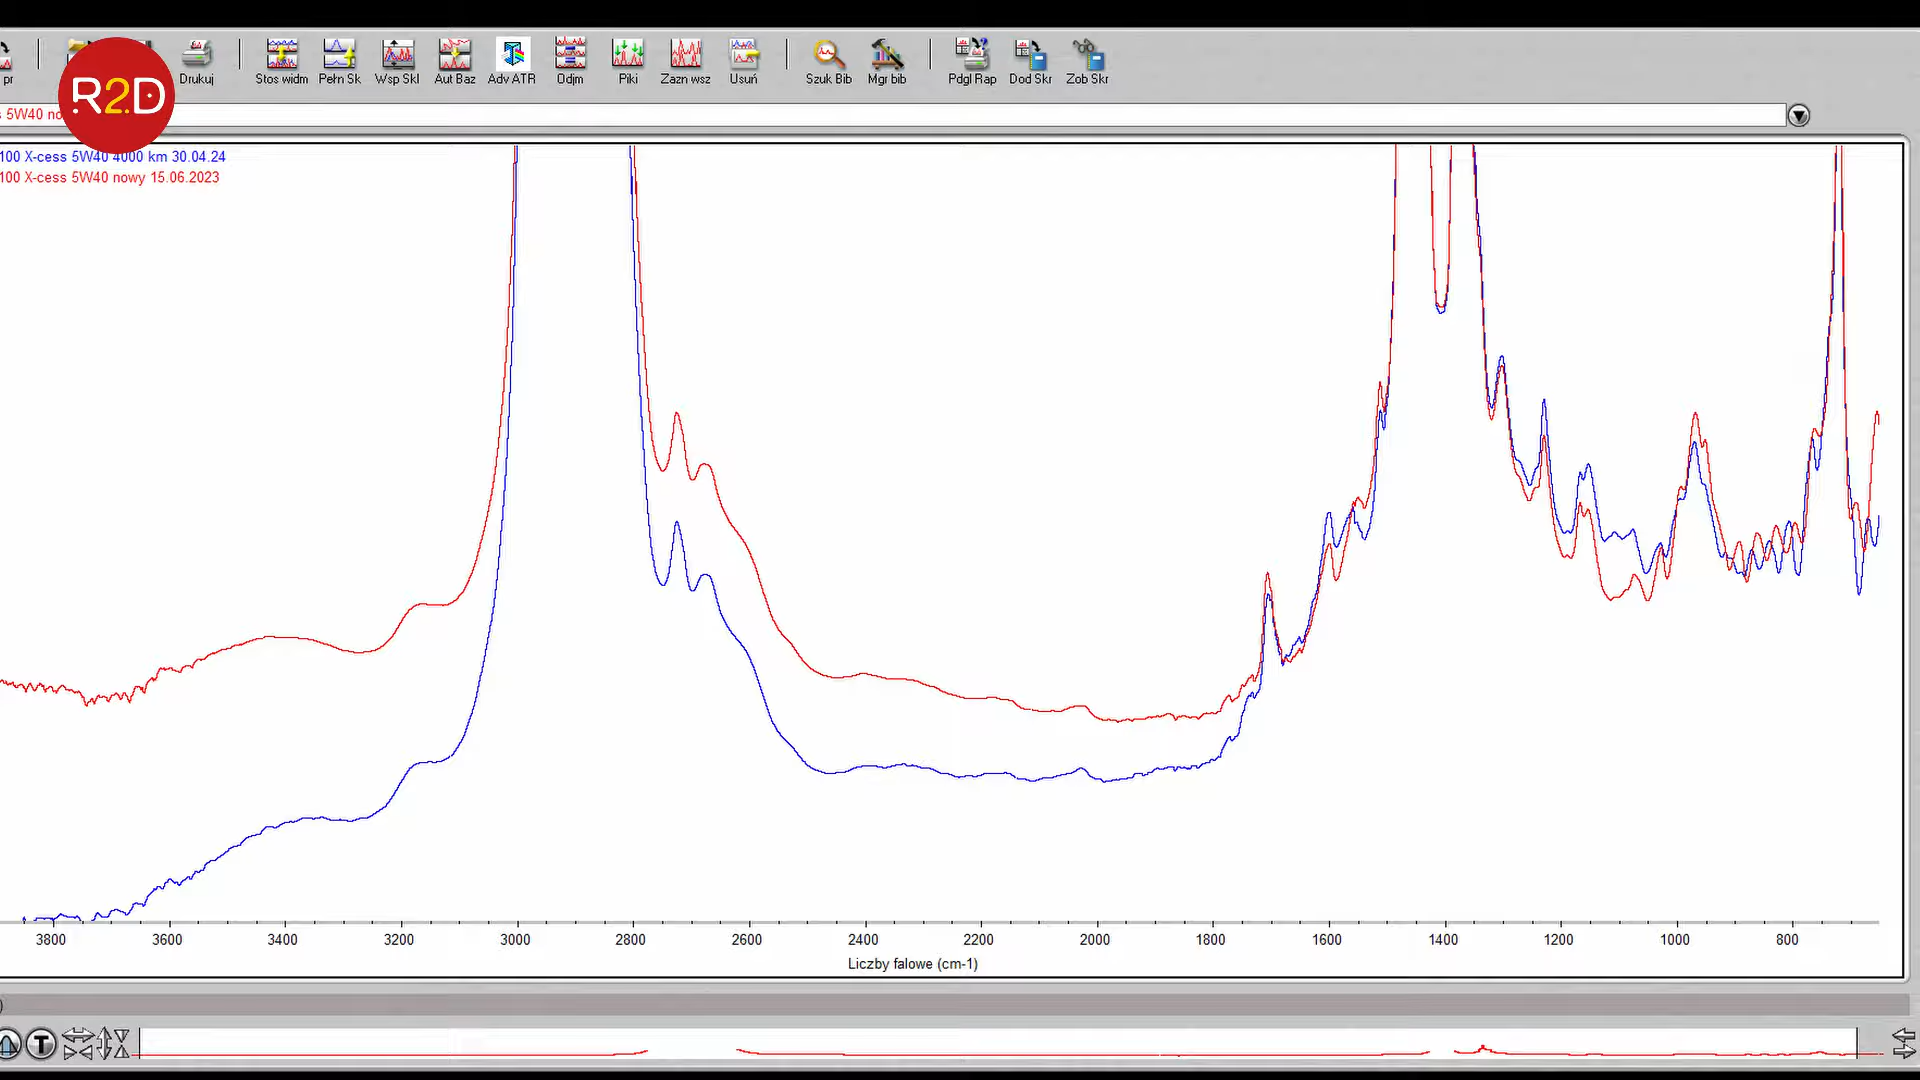 pr
Drukuj
Stos widm
Pełn Sk
Wsp Skl
Aut Baz
Adv ATR
Odjm
Piki
Zazn wsz
Usuń
Szuk Bib
Mgr bib
Pdgl Rap
Dod Skr
Zob Skr
R2D
s 5W40 no
100 X-cess 5W40 4000 km 30.04.24
100 X-cess 5W40 nowy 15.06.2023
3800 3600 3400 3200 3000 2800 2600 2400 2200 2000 1800 1600 1400 1200 1000 800
Liczby falowe (cm-1)
)
T